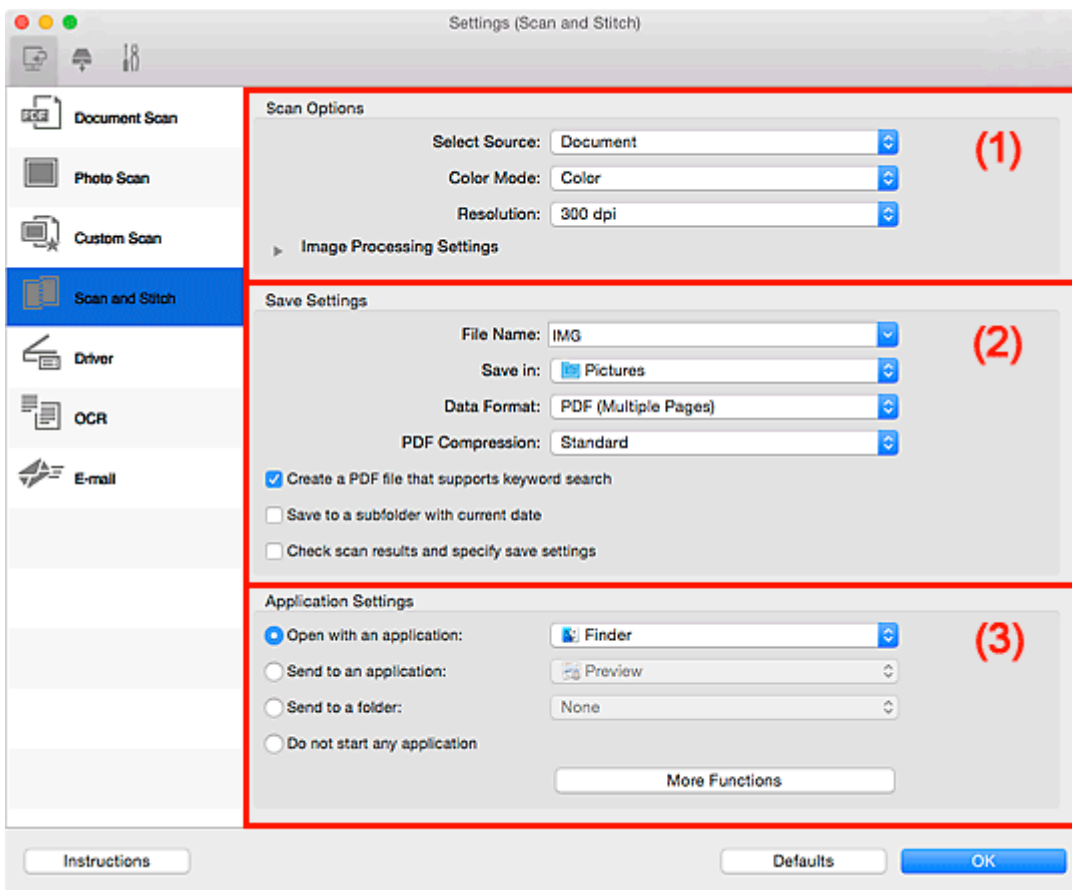 Settings (Scan and Stitch)
Document Scan
Photo Scan
Custom Scan
Scan and Stitch
Driver
OCR
E-mail
Scan Options
(1)
Select Source: Document
Color Mode: Color
Resolution: 300 dpi
Image Processing Settings
Save Settings
(2)
File Name: IMG
Save in: Pictures
Data Format: PDF (Multiple Pages)
PDF Compression: Standard
Create a PDF file that supports keyword search
Save to a subfolder with current date
Check scan results and specify save settings
Application Settings
(3)
Open with an application: Finder
Send to an application: Preview
Send to a folder: None
Do not start any application
More Functions
Instructions Defaults OK